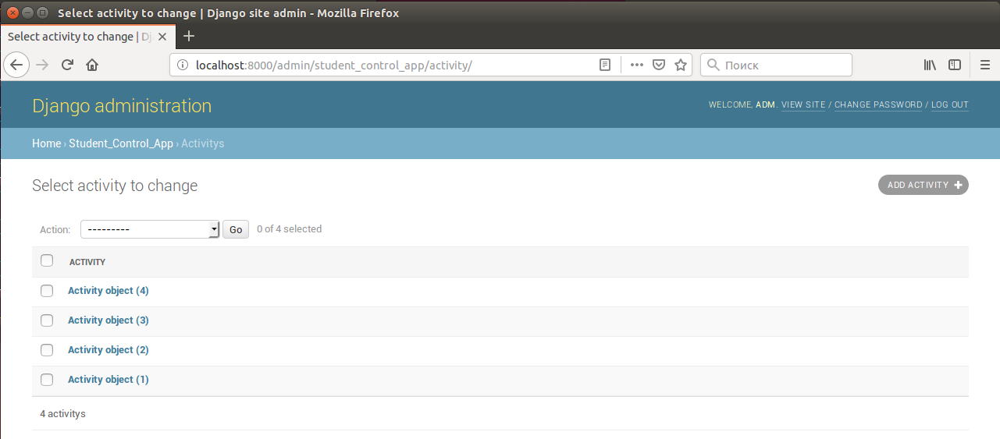 Select activity to change | Django site admin - Mozilla Firefox
Select activity to change | Dj
localhost:8000/admin/student_control_app/activity/
Поиск
Django administration
WELCOME, ADM. VIEW SITE / CHANGE PASSWORD / LOG OUT
Home › Student_Control_App › Activitys
Select activity to change
ADD ACTIVITY +
Action: --------- Go 0 of 4 selected
ACTIVITY
Activity object (4)
Activity object (3)
Activity object (2)
Activity object (1)
4 activitys